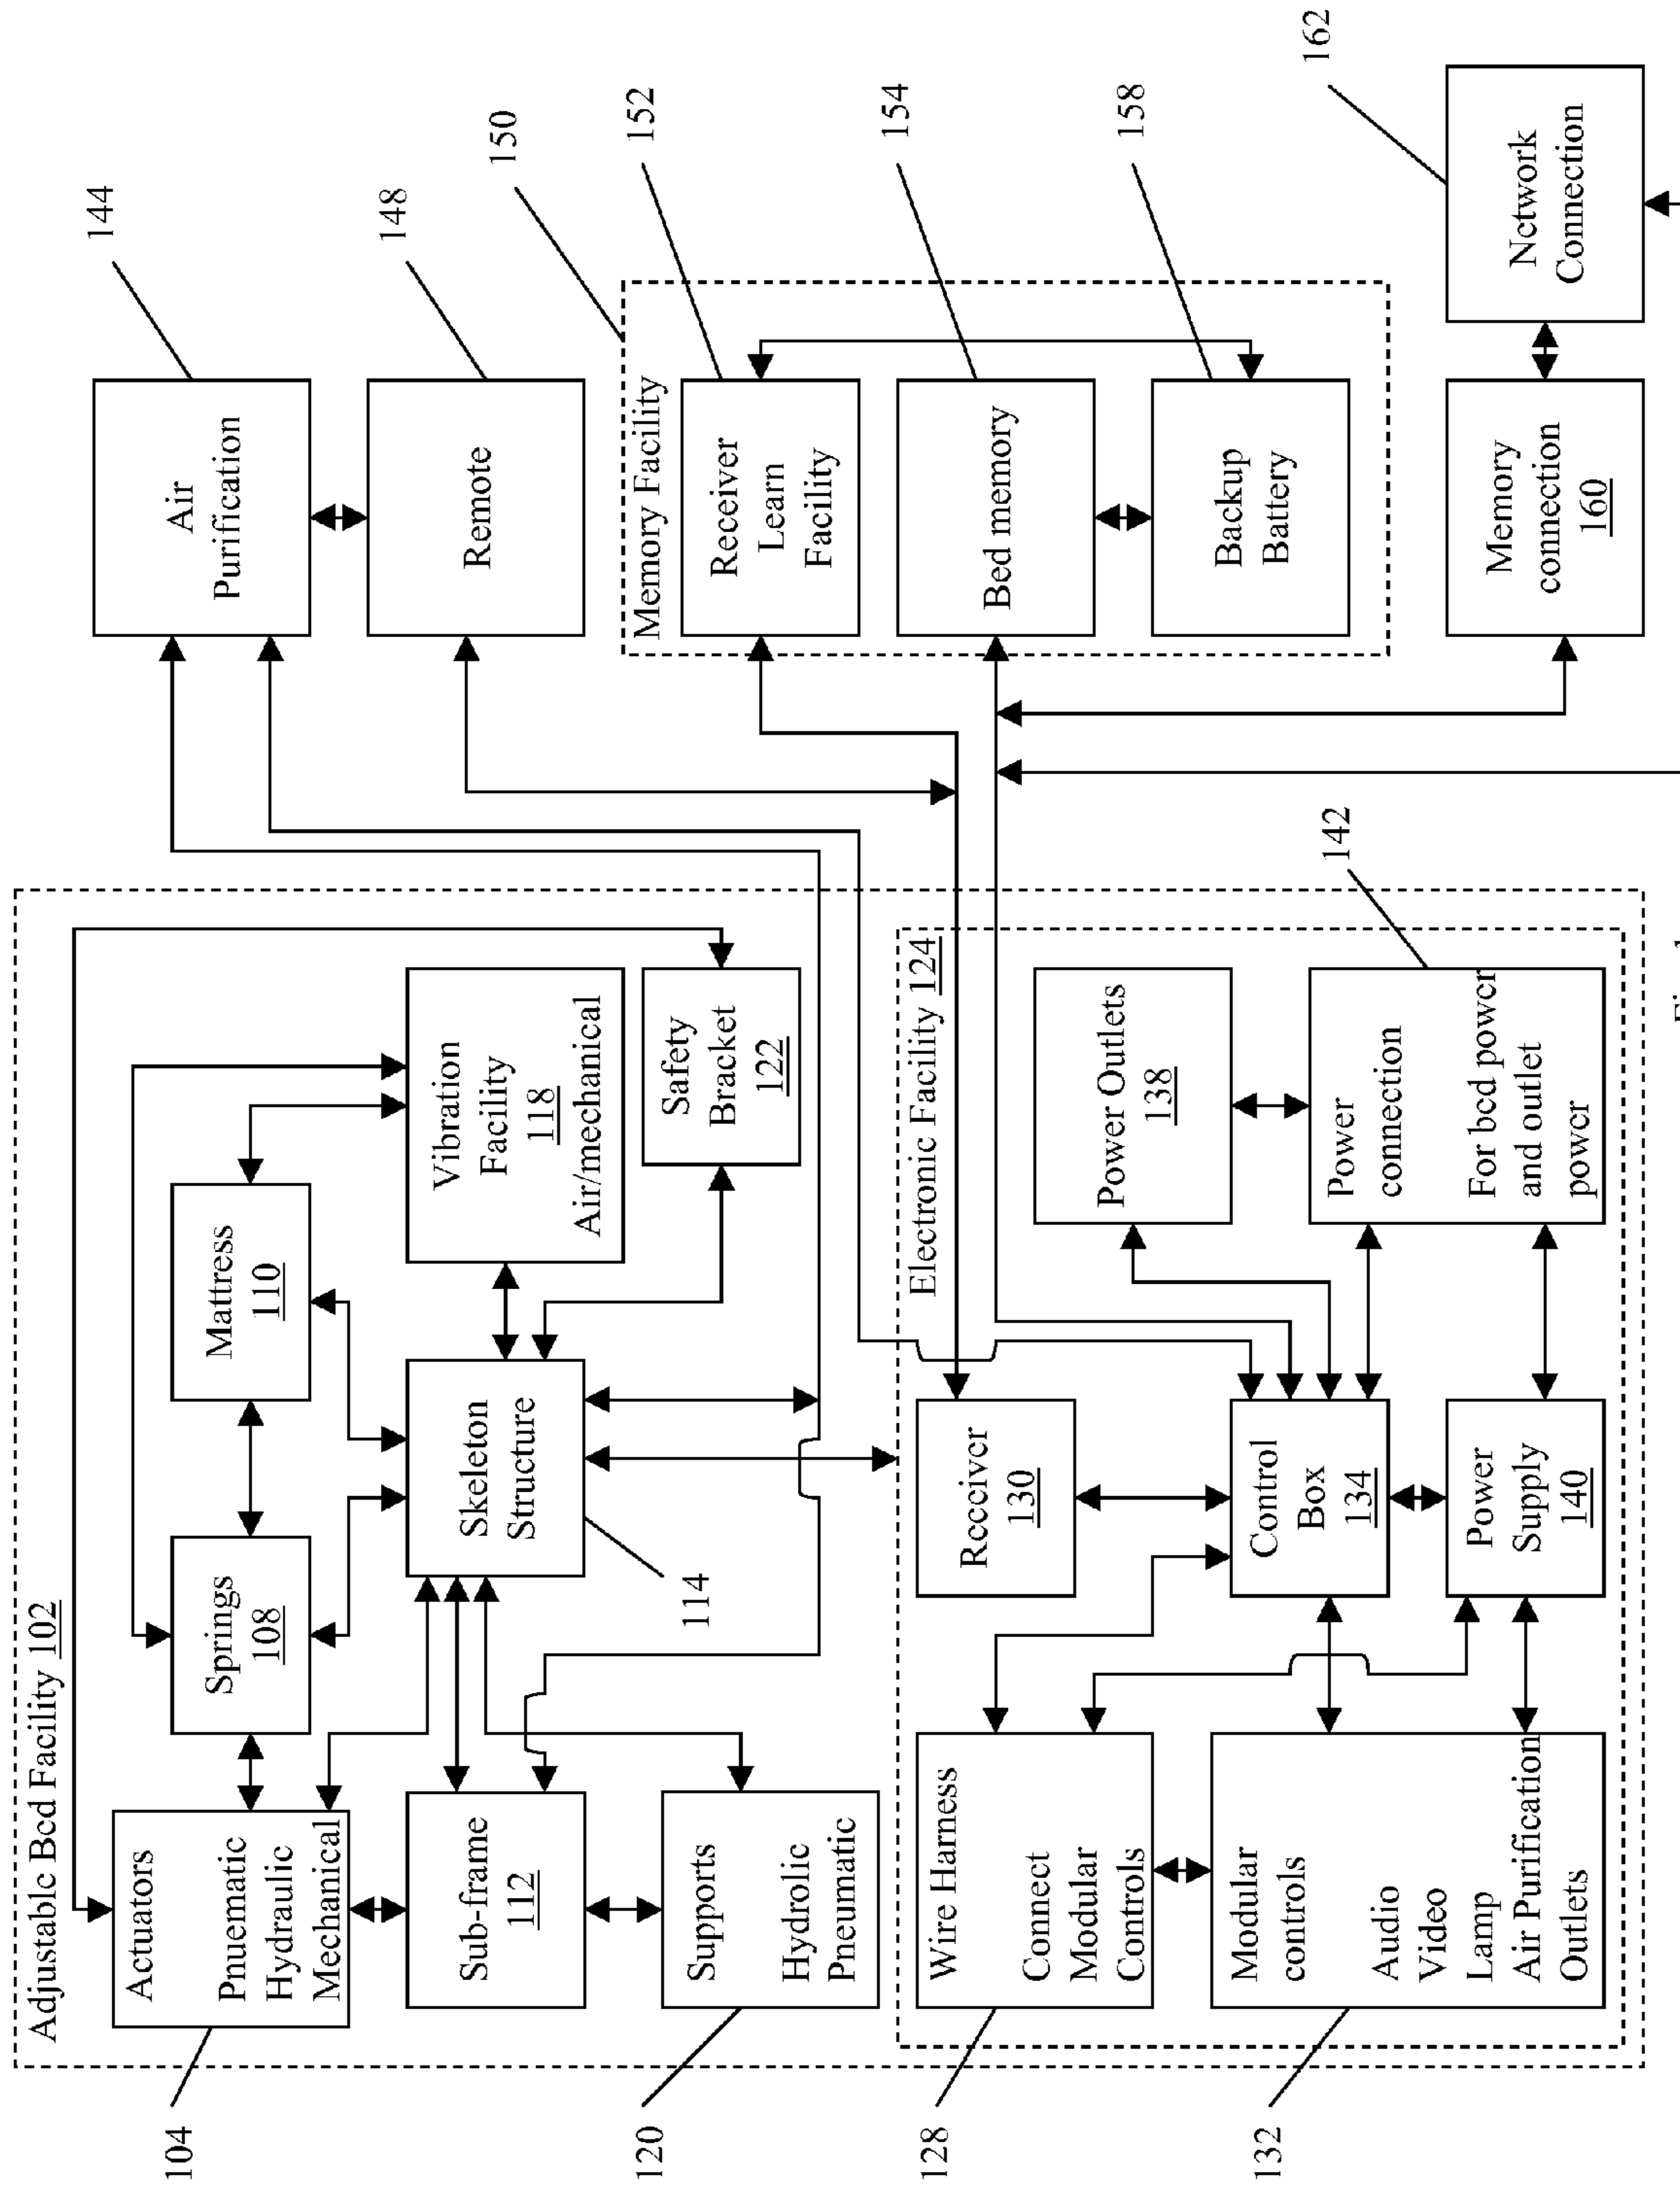 Adjustable Bed Facility 102
104
Actuators
Pnuematic
Hydraulic
Mechanical
Springs
108
Mattress
110
Sub-frame
112
Skeleton
Structure
114
Vibration
Facility
118
Air/mechanical
120
Supports
Hydrolic
Pneumatic
Safety
Bracket
122
Electronic Facility 124
128
Wire Harness
Connect
Modular
Controls
Receiver
130
132
Modular
controls
Audio
Video
Lamp
Air Purification
Outlets
Control
Box
134
Power Outlets
138
Power
Supply
140
142
Power
connection
For bed power
and outlet
power
144
Air
Purification
148
Remote
150
Memory Facility
152
Receiver
Learn
Facility
154
Bed memory
158
Backup
Battery
Memory
connection
160
162
Network
Connection